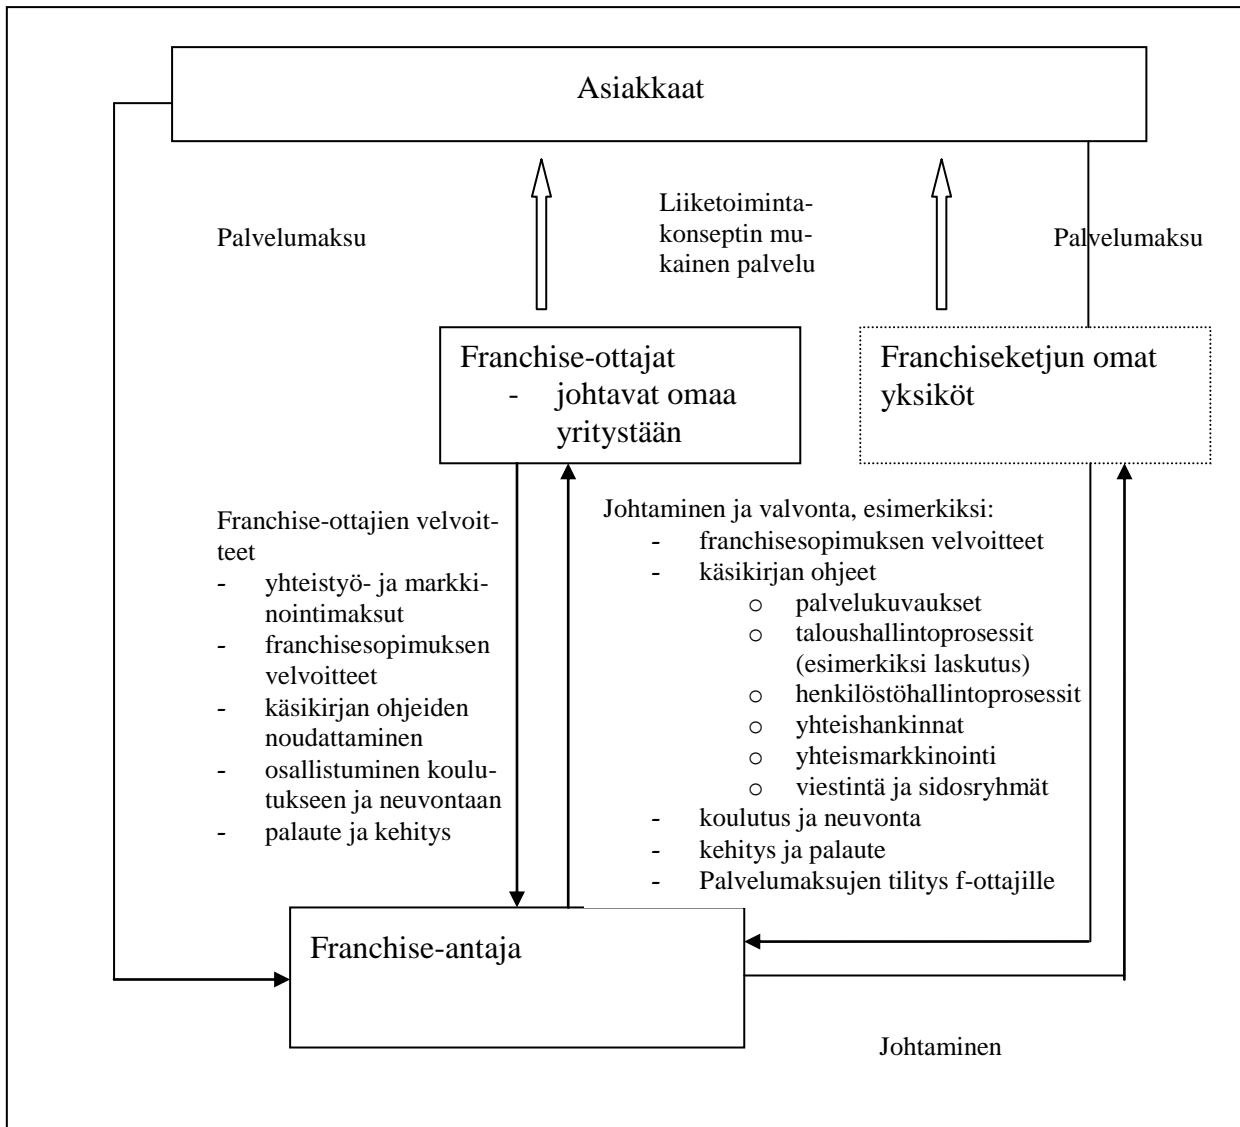 Asiakkaat
Palvelumaksu
Liiketoiminta-
konseptin mu-
kainen palvelu
Palvelumaksu
Franchise-ottajat
- johtavat omaa
yritystään
Franchiseketjun omat
yksiköt
Franchise-ottajien velvoit-
teet
- yhteistyö- ja markki-
nointimaksut
- franchisesopimuksen
velvoitteet
- käsikirjan ohjeiden
noudattaminen
- osallistuminen koulu-
tukseen ja neuvontaan
- palaute ja kehitys
Johtaminen ja valvonta, esimerkiksi:
- franchisesopimuksen velvoitteet
- käsikirjan ohjeet
o palvelukuvaukset
o taloushallintoprosessit
(esimerkiksi laskutus)
o henkilöstöhallintoprosessit
o yhteishankinnat
o yhteismarkkinointi
o viestintä ja sidosryhmät
- koulutus ja neuvonta
- kehitys ja palaute
- Palvelumaksujen tilitys f-ottajille
Franchise-antaja
Johtaminen